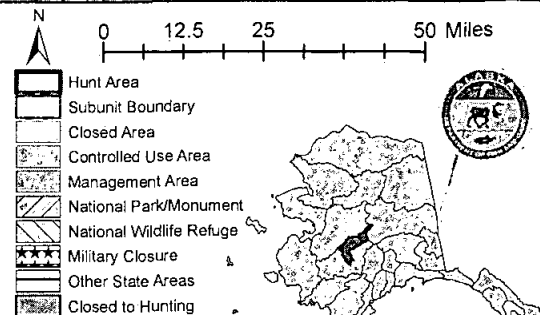 N
0 12.5 25 50 Miles
Hunt Area
Subunit Boundary
Closed Area
Controlled Use Area
Management Area
National Park/Monument
National Wildlife Refuge
Military Closure
Other State Areas
Closed to Hunting
ALASKA